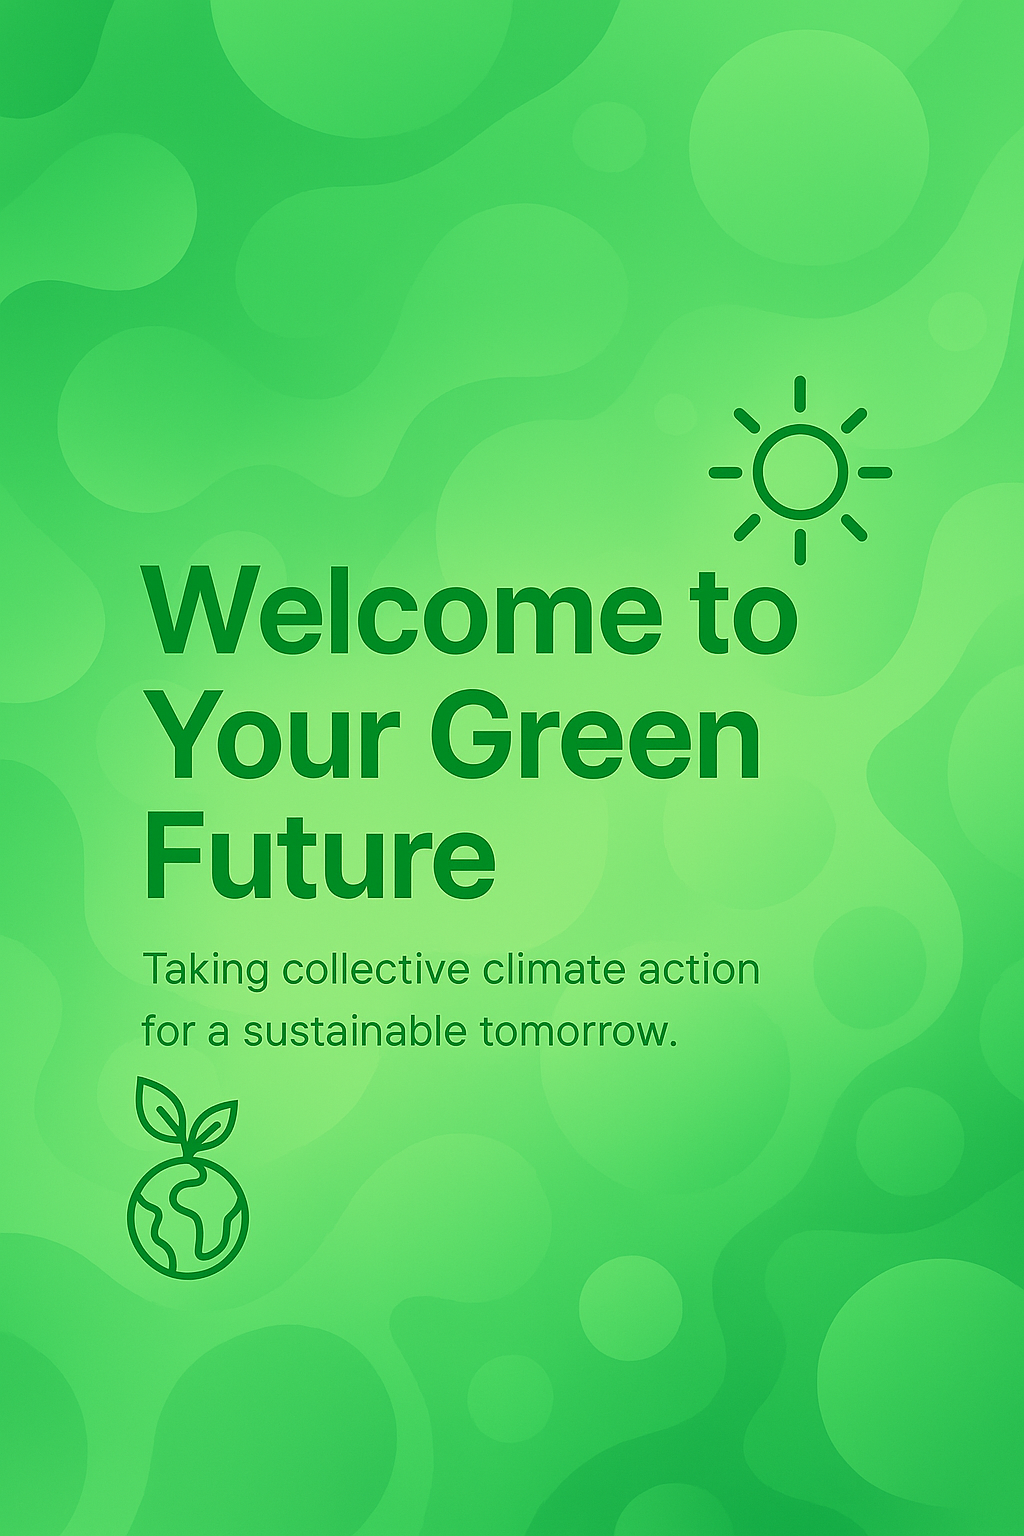 Welcome to
Your Green
Future
Taking collective climate action
for a sustainable tomorrow.